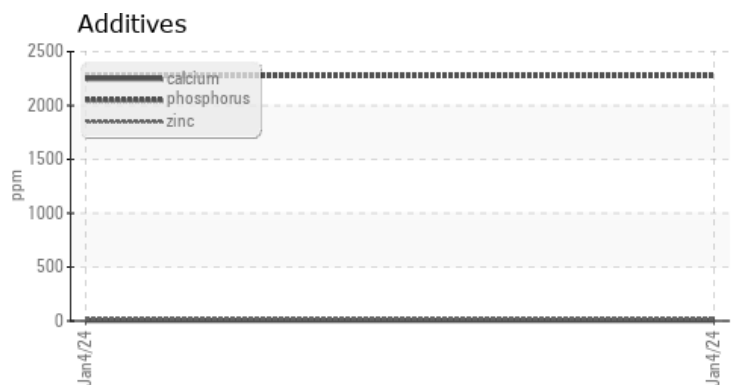 Additives
2500
2000
1500
1000
500
0
ppm
calcium
phosphorus
zinc
Jan4/24
Jan4/24